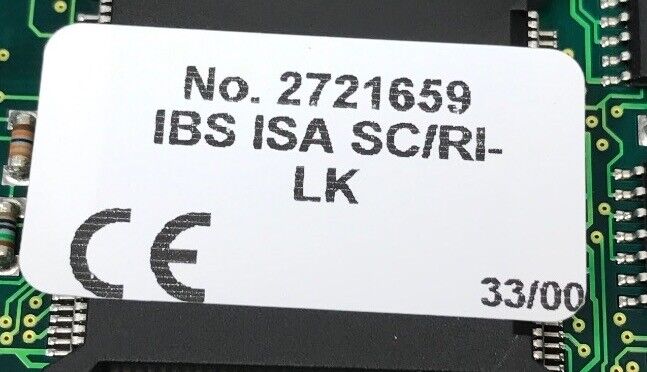 No. 2721659
IBS ISA SC/RI-
LK
CE
33/00